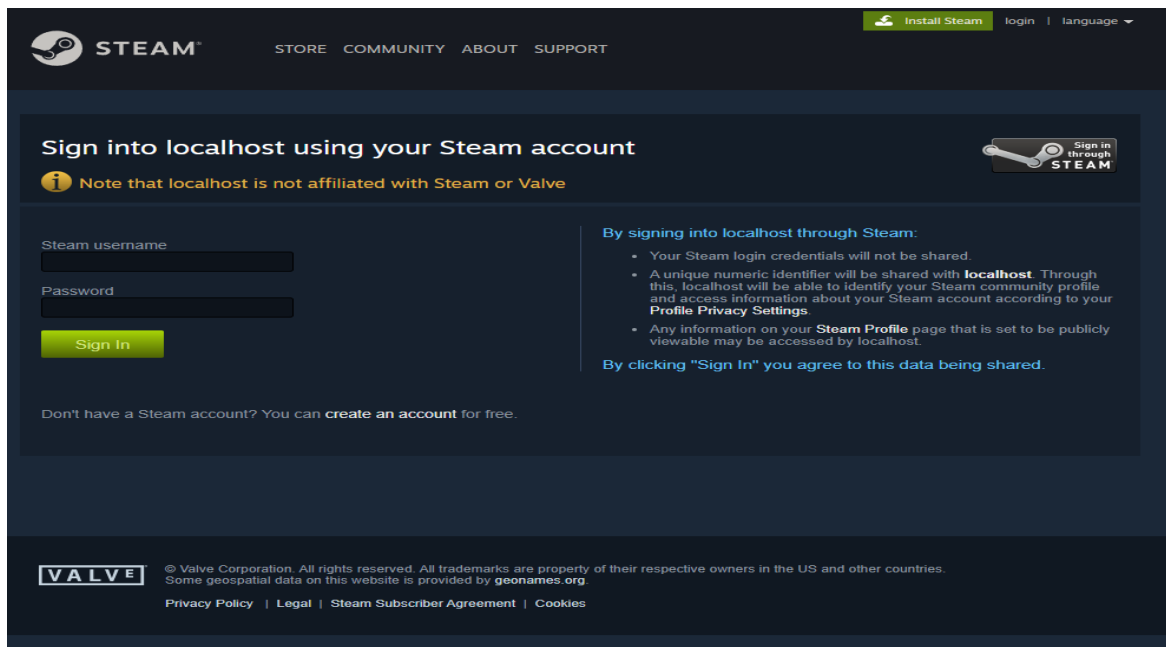 Install Steam login | language
STEAM® STORE COMMUNITY ABOUT SUPPORT
Sign into localhost using your Steam account
Sign in
through
STEAM
Note that localhost is not affiliated with Steam or Valve
Steam username
Password
Sign In
Don't have a Steam account? You can create an account for free.
By signing into localhost through Steam:
• Your Steam login credentials will not be shared.
• A unique numeric identifier will be shared with localhost. Through
this, localhost will be able to identify your Steam community profile
and access information about your Steam account according to your
Profile Privacy Settings.
• Any information on your Steam Profile page that is set to be publicly
viewable may be accessed by localhost.
By clicking "Sign In" you agree to this data being shared.
VALVE
© Valve Corporation. All rights reserved. All trademarks are property of their respective owners in the US and other countries.
Some geospatial data on this website is provided by geonames.org.
Privacy Policy | Legal | Steam Subscriber Agreement | Cookies